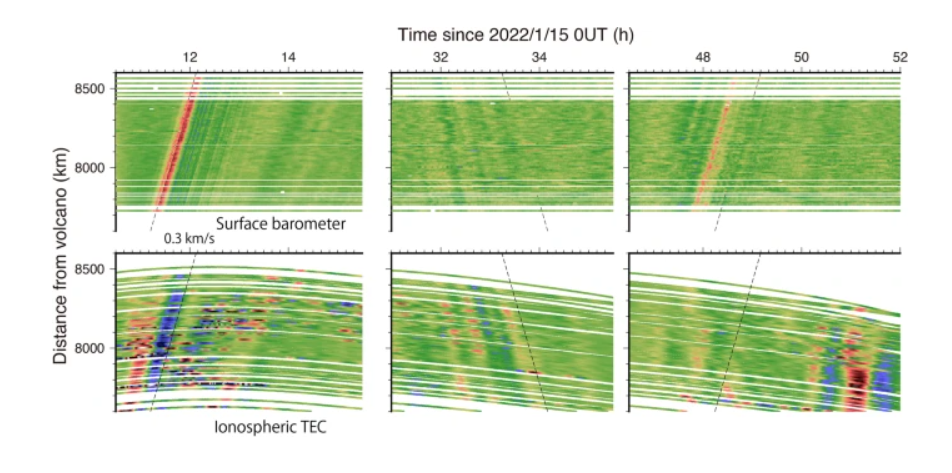 Time since 2022/1/15 0UT (h)
12 14 32 34 48 50 52
8500
8000
Surface barometer
0.3 km/s
Distance from volcano (km)
8500
8000
Ionospheric TEC